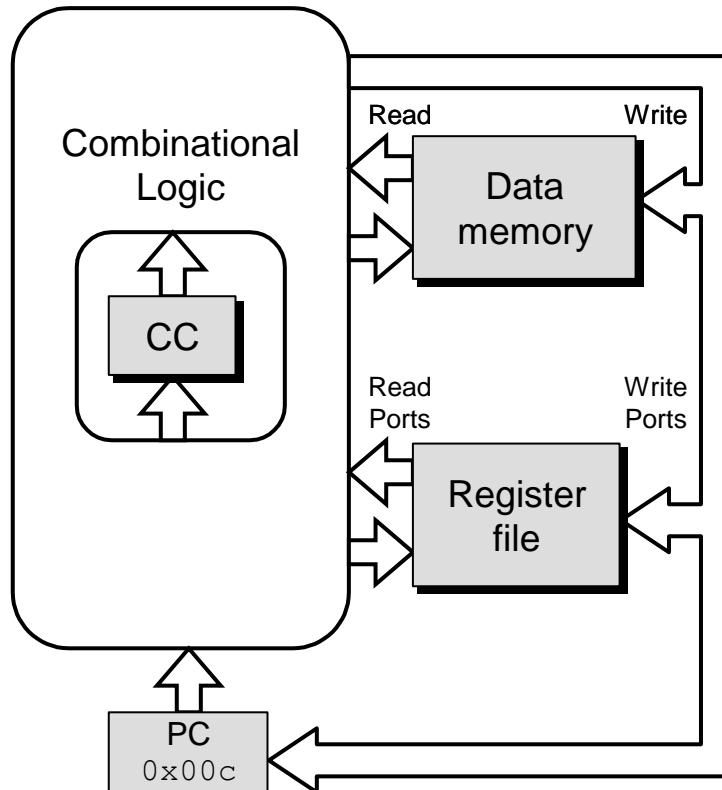 Combinational
Logic
CC
Read
Write
Data
memory
Read
Ports
Write
Ports
Register
file
PC
0x00c